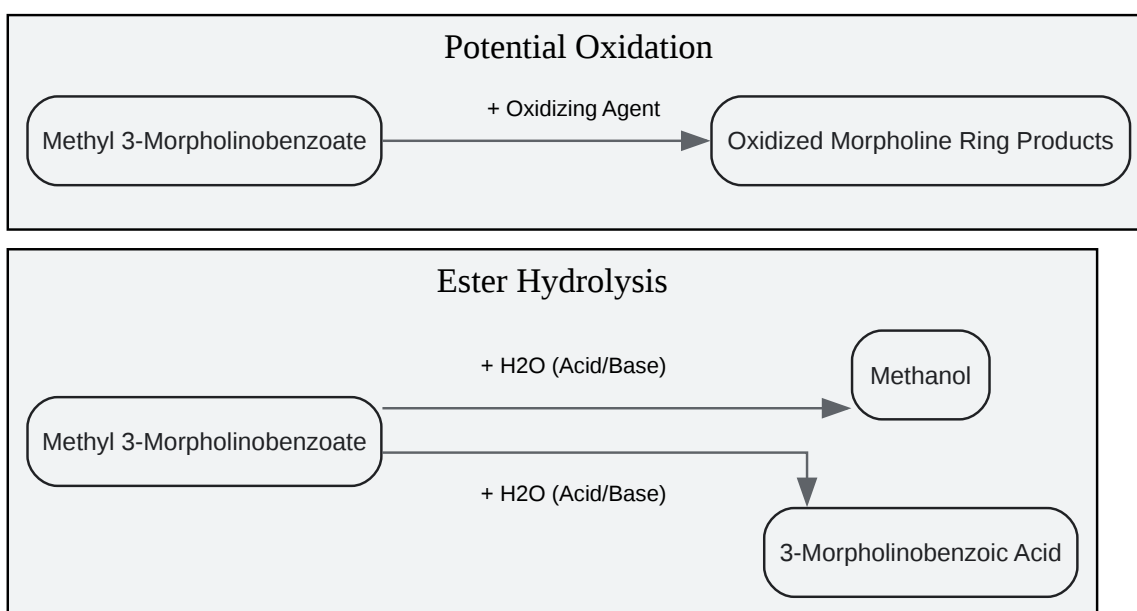 Potential Oxidation
Methyl 3-Morpholinobenzoate
+ Oxidizing Agent
Oxidized Morpholine Ring Products
Ester Hydrolysis
Methyl 3-Morpholinobenzoate
+ H2O (Acid/Base)
Methanol
+ H2O (Acid/Base)
3-Morpholinobenzoic Acid